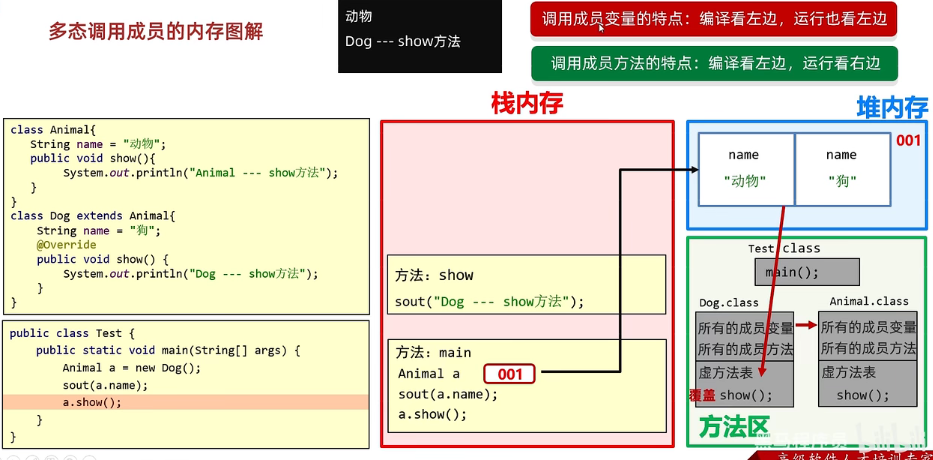 多态调用成员的内存图解
动物
Dog --- show方法
调用成员变量的特点：编译看左边，运行也看左边
调用成员方法的特点：编译看左边，运行看右边
class Animal{
String name = "动物";
public void show(){
System.out.println("Animal --- show方法");
}
}
class Dog extends Animal{
String name = "狗";
@Override
public void show() {
System.out.println("Dog --- show方法");
}
}
public class Test {
public static void main(String[] args) {
Animal a = new Dog();
sout(a.name);
a.show();
}
}
栈内存
方法：show
sout("Dog --- show方法");
方法：main
Animal a 001
sout(a.name);
a.show();
堆内存
001
name name
"动物" "狗"
Test.class
main();
Dog.class
所有的成员变量
所有的成员方法
虚方法表
覆盖 show();
Animal.class
所有的成员变量
所有的成员方法
虚方法表
show();
方法区
高级软件人才培训专家